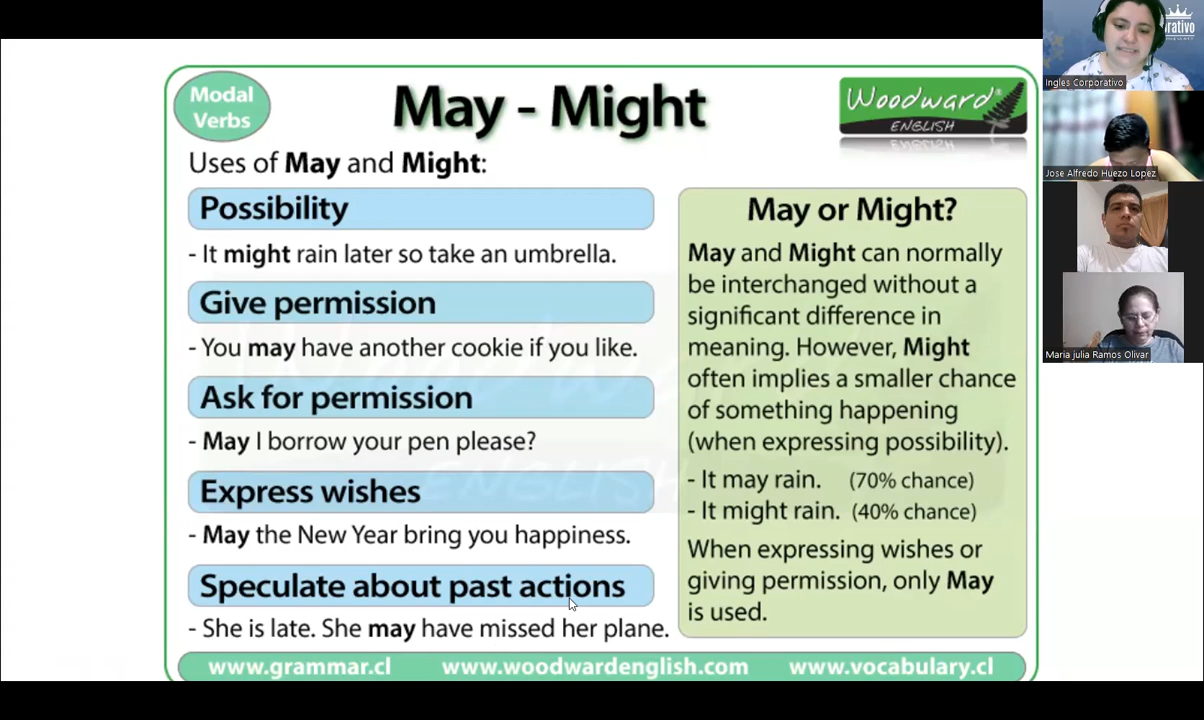 Modal
Verbs
May - Might
Woodward®
ENGLISH
Uses of May and Might:
Possibility
- It might rain later so take an umbrella.
Give permission
- You may have another cookie if you like.
Ask for permission
- May I borrow your pen please?
Express wishes
- May the New Year bring you happiness.
Speculate about past actions
- She is late. She may have missed her plane.
May or Might?
May and Might can normally
be interchanged without a
significant difference in
meaning. However, Might
often implies a smaller chance
of something happening
(when expressing possibility).
- It may rain. (70% chance)
- It might rain. (40% chance)
When expressing wishes or
giving permission, only May
is used.
www.grammar.cl www.woodwardenglish.com www.vocabulary.cl
Ingles Corporativo
Jose Alfredo Huezo Lopez
Maria julia Ramos Olivar